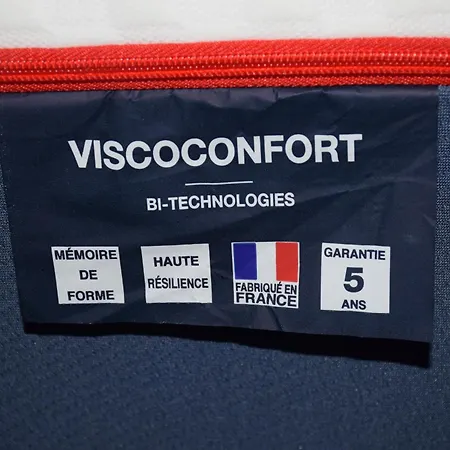 VISCOCONFORT
BI-TECHNOLOGIES
MÉMOIRE
DE
FORME
HAUTE
RÉSILIENCE
FABRIQUÉ EN
FRANCE
GARANTIE
5
ANS